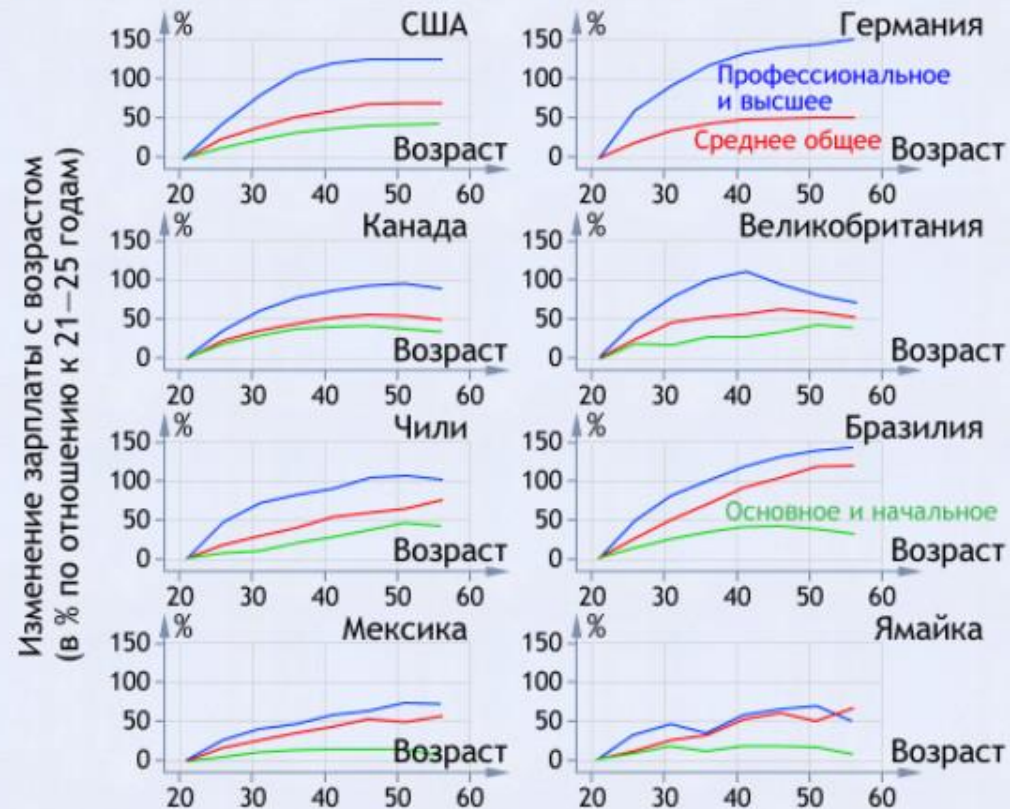 Изменение зарплаты с возрастом
(в % по отношению к 21—25 годам)
% США
150
100
50
0
Возраст
20 30 40 50 60
% Германия
150
100
50
0
Профессиональное
и высшее
Среднее общее
Возраст
20 30 40 50 60
% Канада
150
100
50
0
Возраст
20 30 40 50 60
% Великобритания
150
100
50
0
Возраст
20 30 40 50 60
% Чили
150
100
50
0
Возраст
20 30 40 50 60
% Бразилия
150
100
50
0
Основное и начальное
Возраст
20 30 40 50 60
% Мексика
150
100
50
0
Возраст
20 30 40 50 60
% Ямайка
150
100
50
0
Возраст
20 30 40 50 60